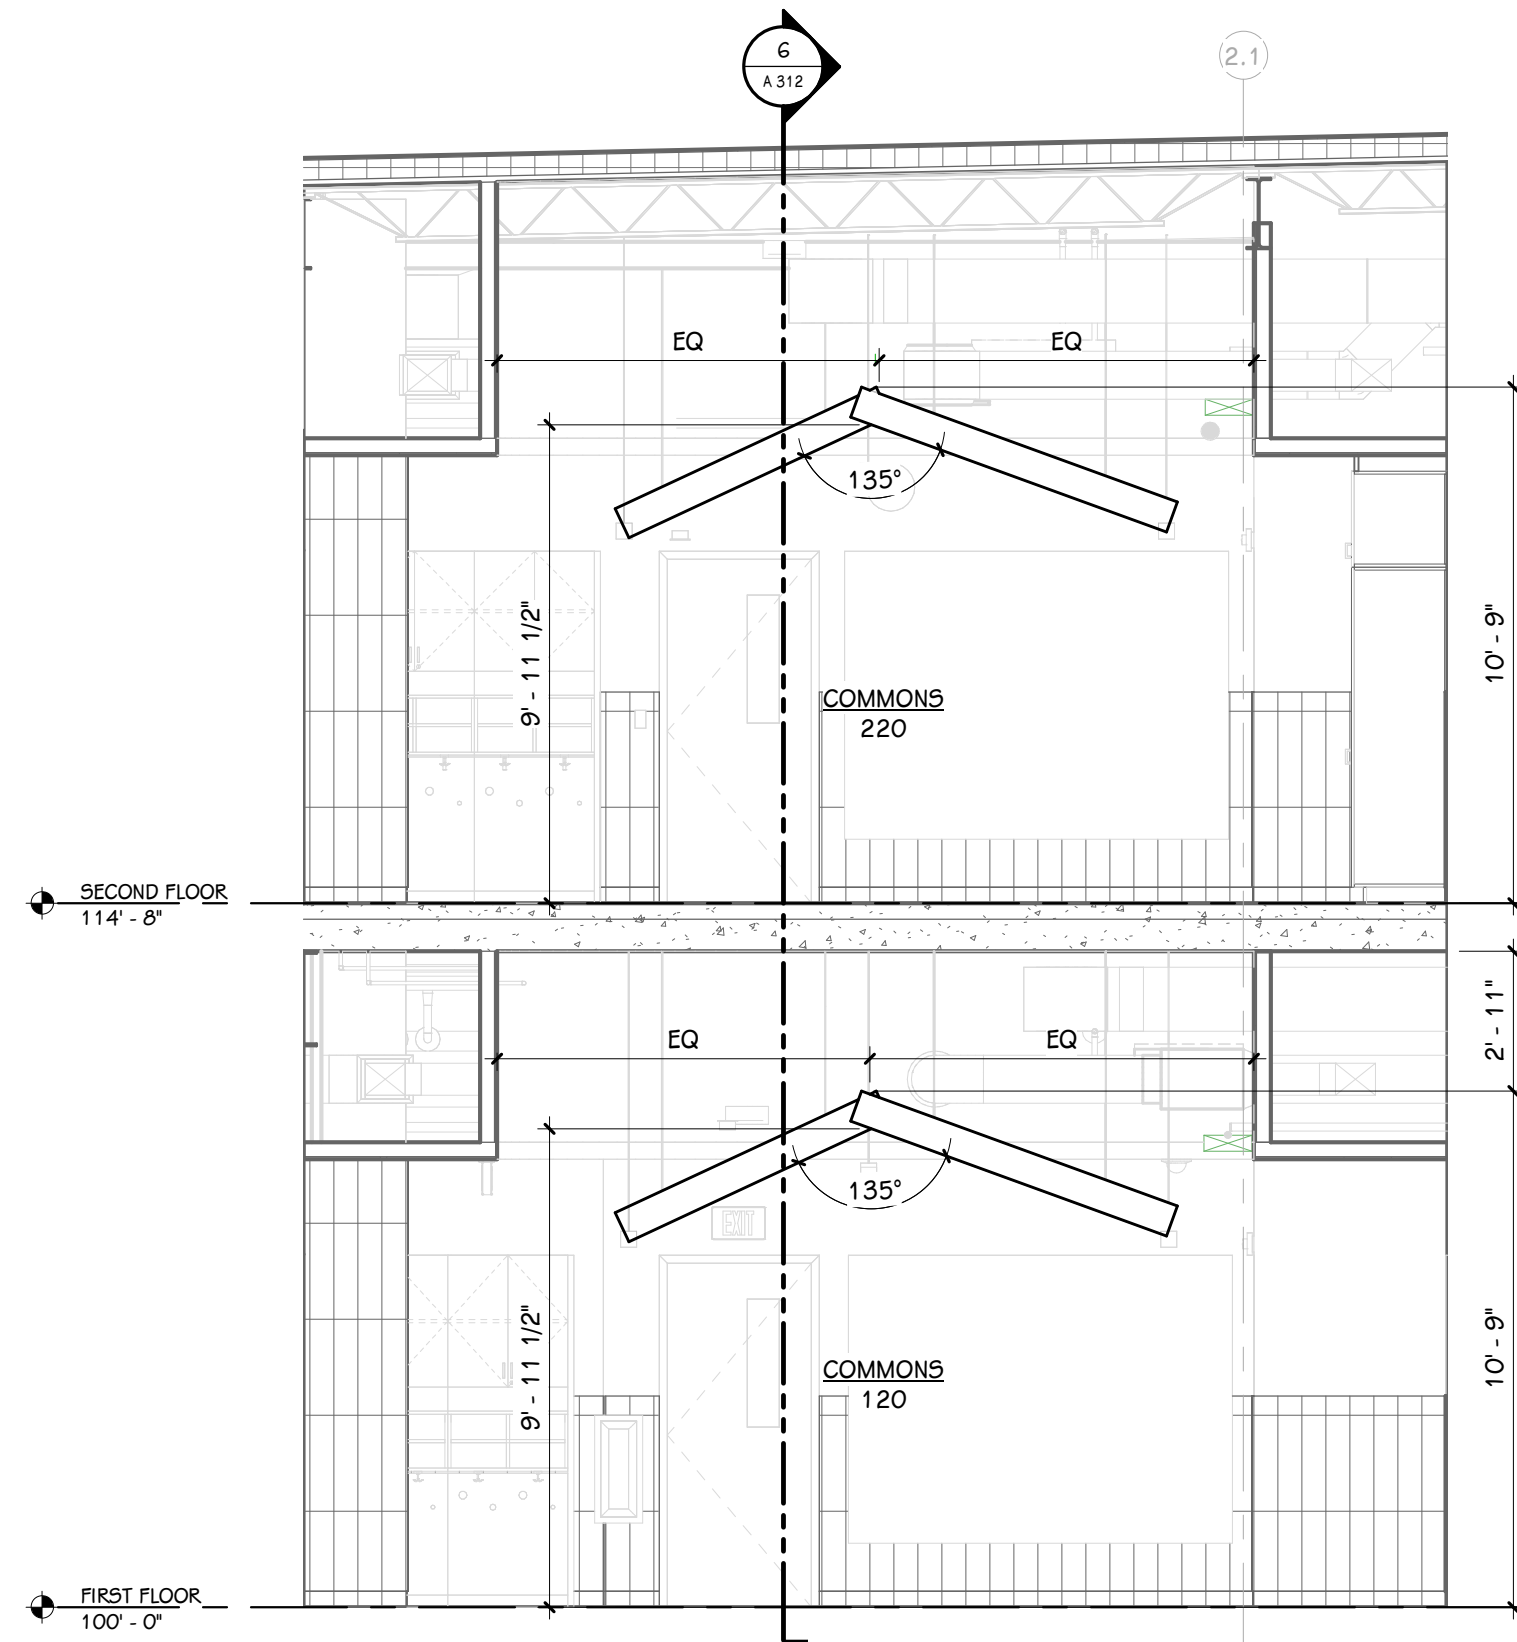 6
A 312
2.1
EQ
EQ
135°
9' - 11 1/2"
10' - 9"
COMMONS
220
SECOND FLOOR
114' - 8"
2' - 11"
EQ
EQ
135°
EXIT
9' - 11 1/2"
10' - 9"
COMMONS
120
FIRST FLOOR
100' - 0"